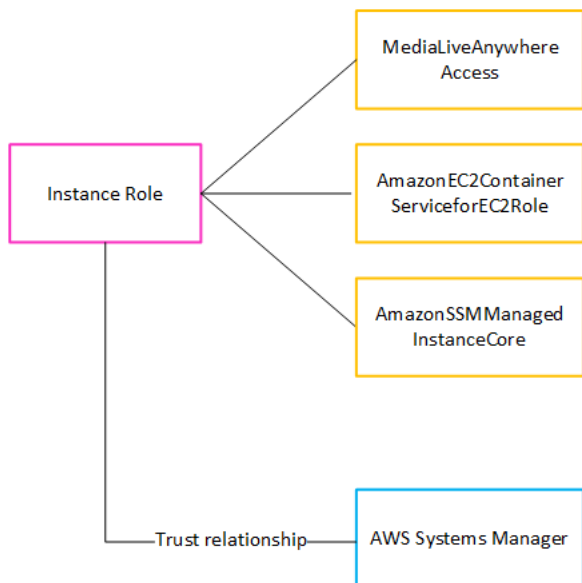 MediaLiveAnywhere
Access
Instance Role
AmazonEC2Container
ServiceforEC2Role
AmazonSSMManaged
InstanceCore
Trust relationship
AWS Systems Manager